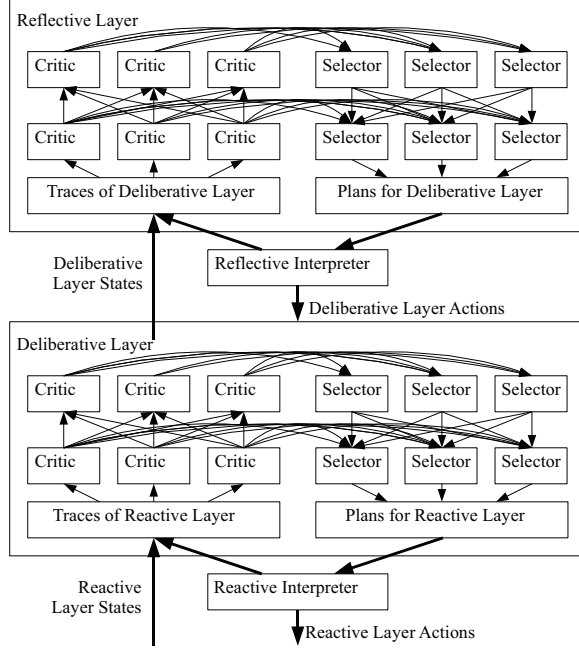 Reflective Layer
Critic Critic Critic Selector Selector Selector
Critic Critic Critic Selector Selector Selector
Traces of Deliberative Layer Plans for Deliberative Layer
Deliberative
Layer States
Reflective Interpreter
Deliberative Layer Actions
Deliberative Layer
Critic Critic Critic Selector Selector Selector
Critic Critic Critic Selector Selector Selector
Traces of Reactive Layer Plans for Reactive Layer
Reactive
Layer States
Reactive Interpreter
Reactive Layer Actions